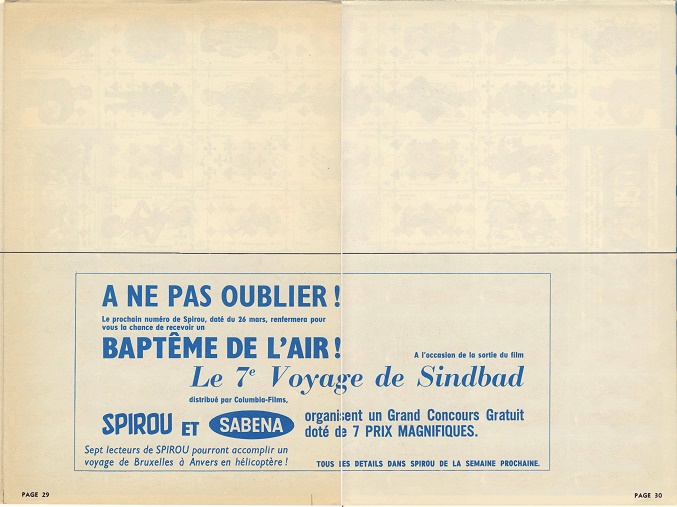 A NE PAS OUBLIER !
Le prochain numéro de Spirou, daté du 26 mars, renfermera pour
vous la chance de recevoir un
BAPTÊME DE L'AIR !
A l'occasion de la sortie du film
Le 7e Voyage de Sindbad
distribué par Columbia-Films,
SPIROU ET SABENA
organisent un Grand Concours Gratuit
doté de 7 PRIX MAGNIFIQUES.
Sept lecteurs de SPIROU pourront accomplir un
voyage de Bruxelles à Anvers en hélicoptère !
TOUS LES DETAILS DANS SPIROU DE LA SEMAINE PROCHAINE.
PAGE 29
PAGE 30